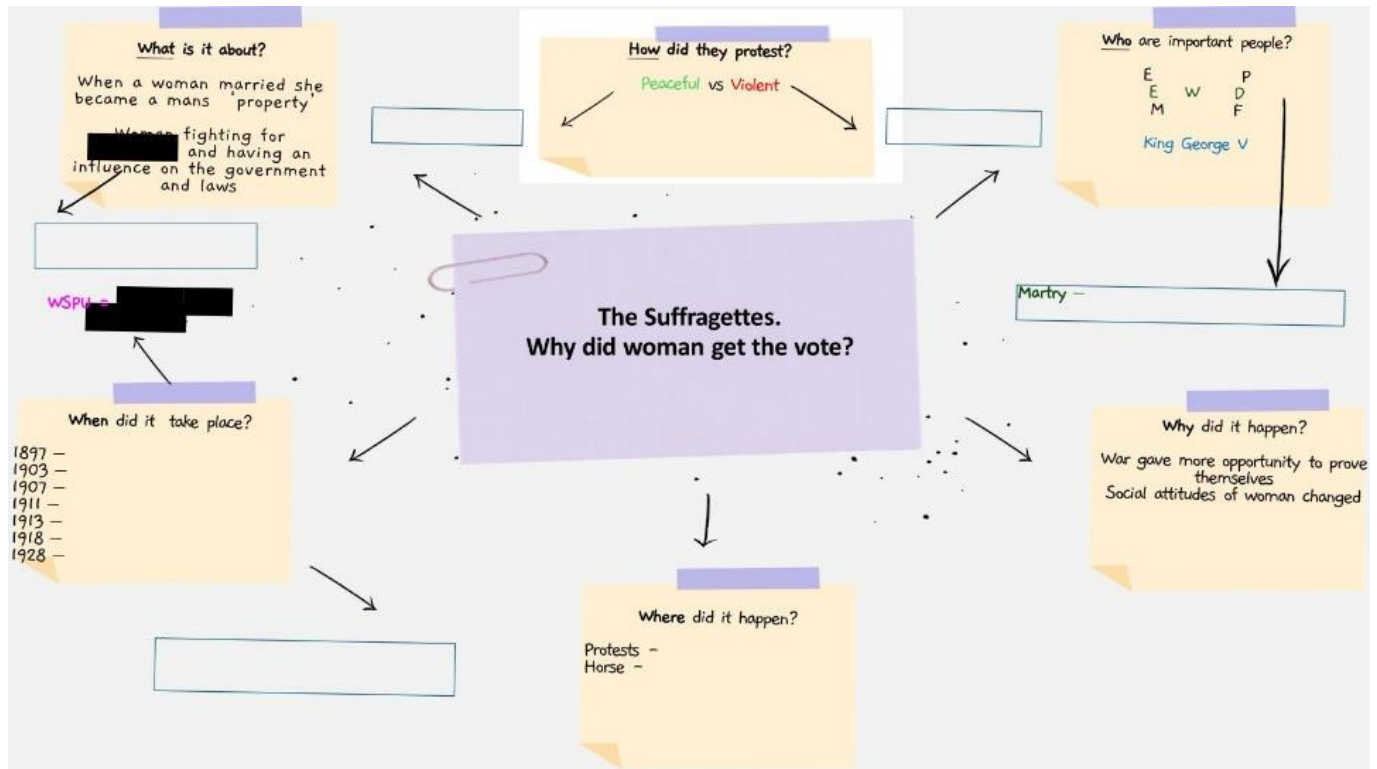 What is it about?
When a woman married she
became a mans 'property'
Woman fighting for
and having an
influence on the government
and laws
WSPU =
How did they protest?
Peaceful vs Violent
Who are important people?
E P
E W D
M F
King George V
Martry -
The Suffragettes.
Why did woman get the vote?
When did it take place?
1897 -
1903 -
1907 -
1911 -
1913 -
1918 -
1928 -
Where did it happen?
Protests -
Horse -
Why did it happen?
War gave more opportunity to prove
themselves
Social attitudes of woman changed